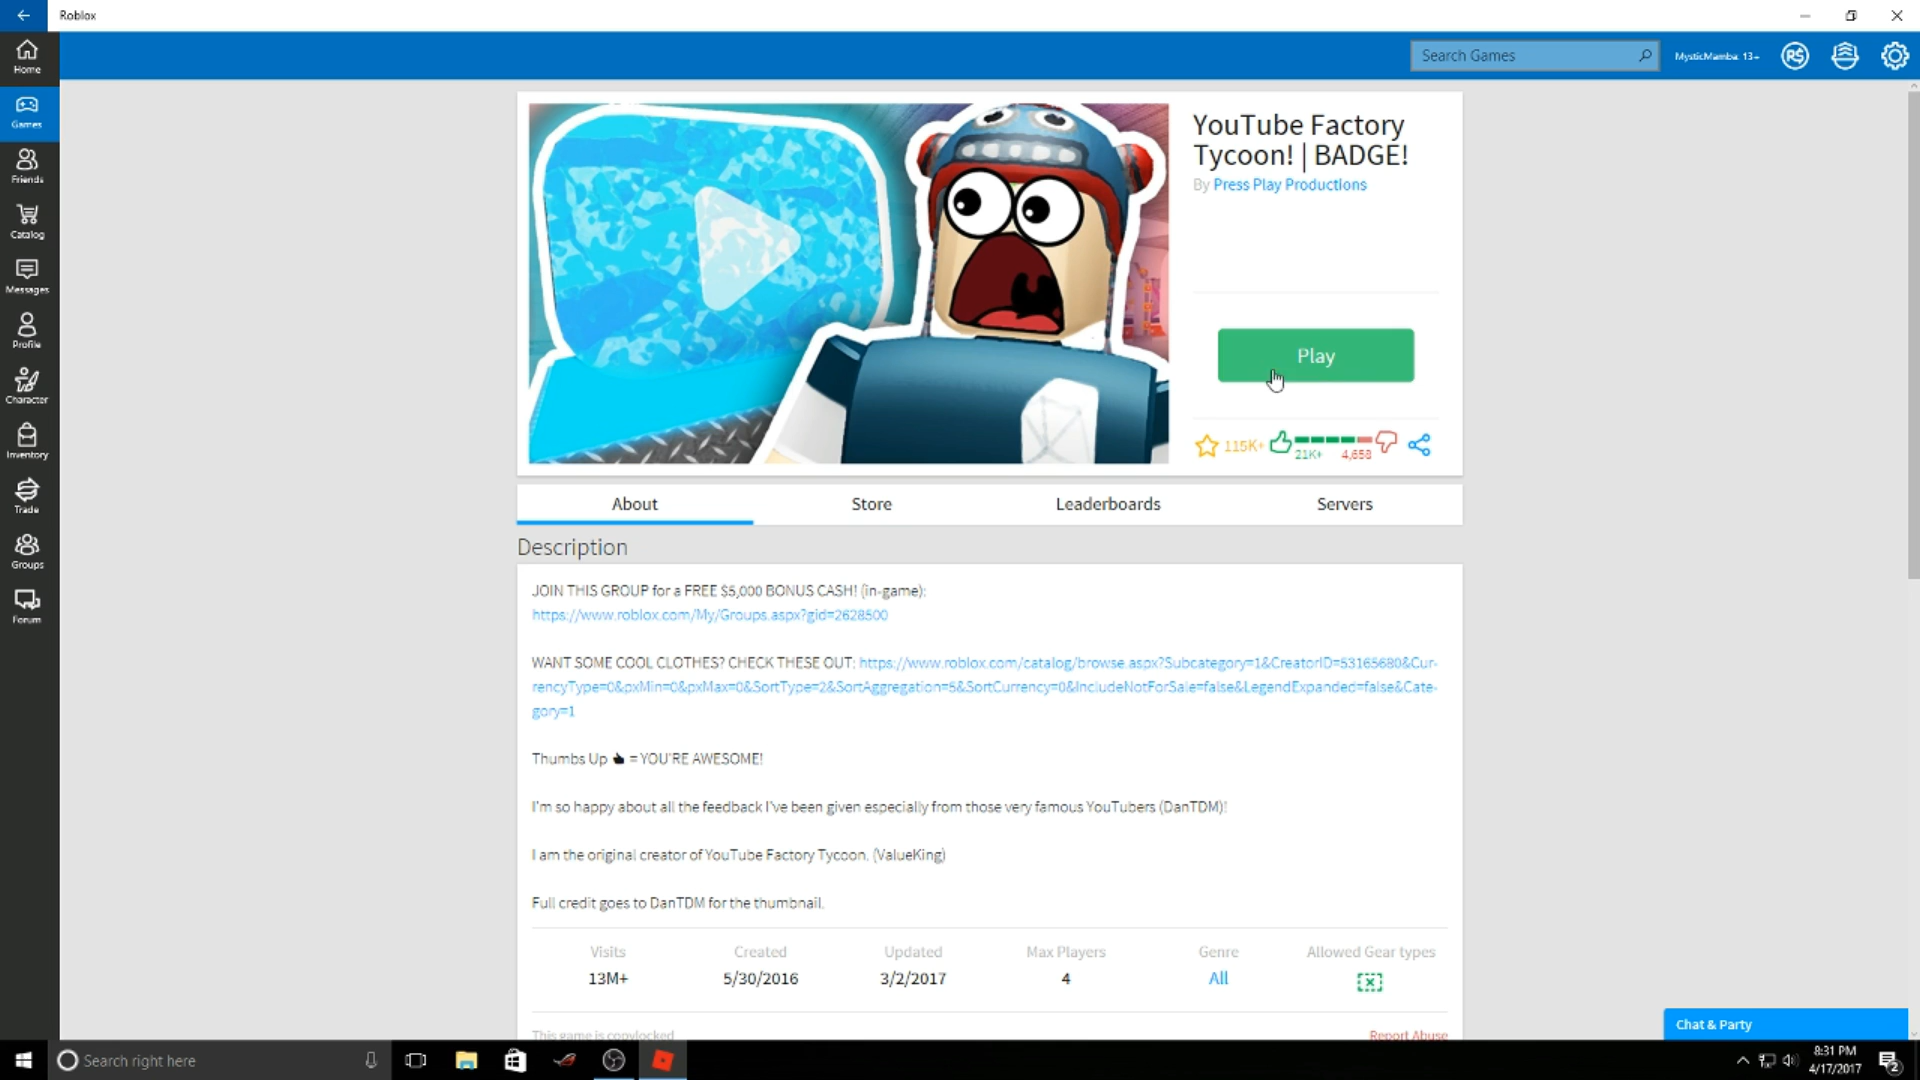 Roblox
Search Games
MysticMamba: 13+
R$
Home
Games
Friends
Catalog
Messages
Profile
Character
Inventory
Trade
Groups
Forum
YouTube Factory
Tycoon! | BADGE!
By Press Play Productions
Play
115K+
21K+
4,658
About
Store
Leaderboards
Servers
Description
JOIN THIS GROUP for a FREE $5,000 BONUS CASH! (in-game):
https://www.roblox.com/My/Groups.aspx?gid=2628500
WANT SOME COOL CLOTHES? CHECK THESE OUT: https://www.roblox.com/catalog/browse.aspx?Subcategory=1&CreatorID=53165680&Cur-
rencyType=0&pxMin=0&pxMax=0&SortType=2&SortAggregation=5&SortCurrency=0&IncludeNotForSale=false&LegendExpanded=false&Cate-
gory=1
Thumbs Up 👍 = YOU'RE AWESOME!
I'm so happy about all the feedback I've been given especially from those very famous YouTubers (DanTDM)!
I am the original creator of YouTube Factory Tycoon. (ValueKing)
Full credit goes to DanTDM for the thumbnail.
Visits
Created
Updated
Max Players
Genre
Allowed Gear types
13M+
5/30/2016
3/2/2017
4
All
This game is copylocked
Report Abuse
Chat & Party
Search right here
8:31 PM
4/17/2017
2